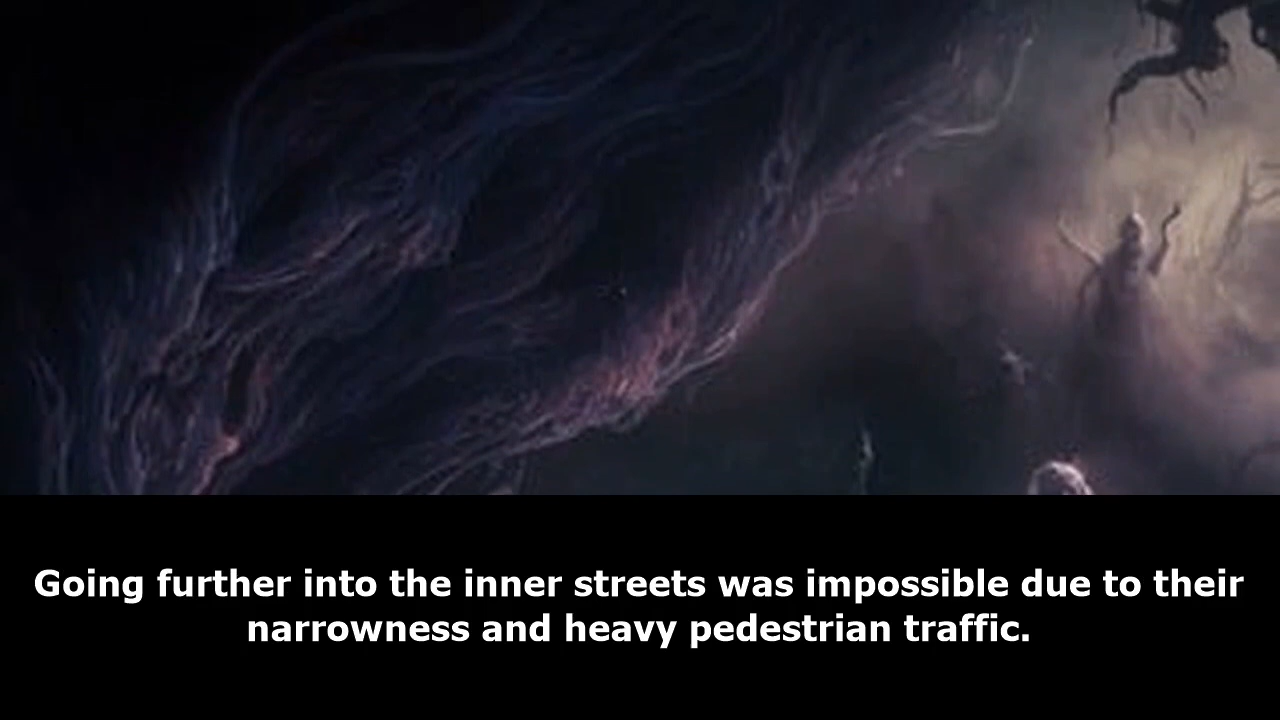 Going further into the inner streets was impossible due to their
narrowness and heavy pedestrian traffic.